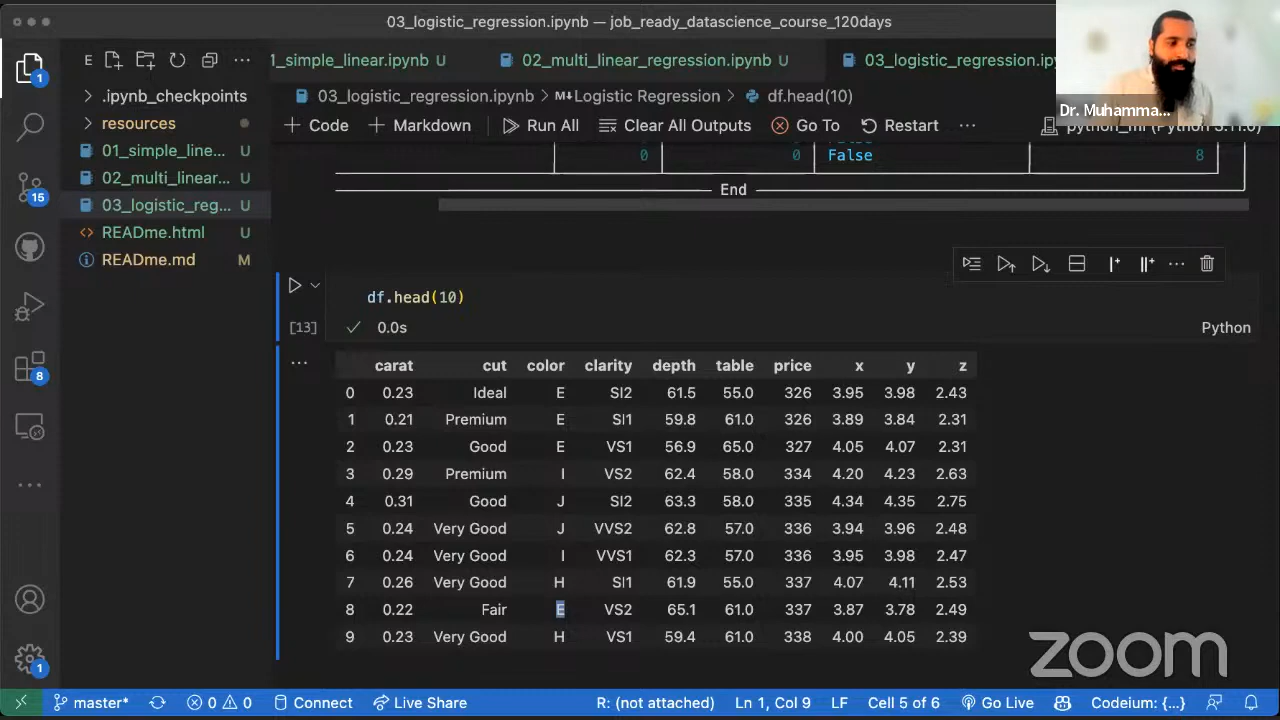 03_logistic_regression.ipynb — job_ready_datascience_course_120days
E
1_simple_linear.ipynb U
02_multi_linear_regression.ipynb U
03_logistic_regression.ipynb
.ipynb_checkpoints
03_logistic_regression.ipynb > M↓Logistic Regression > df.head(10)
Dr. Muhamma...
resources
+ Code + Markdown Run All Clear All Outputs Go To Restart ...
01_simple_line... U
02_multi_linear... U
03_logistic_reg... U
READme.html U
READme.md M
0 0 False 8
End
df.head(10)
[13] 0.0s Python
carat cut color clarity depth table price x y z
0 0.23 Ideal E SI2 61.5 55.0 326 3.95 3.98 2.43
1 0.21 Premium E SI1 59.8 61.0 326 3.89 3.84 2.31
2 0.23 Good E VS1 56.9 65.0 327 4.05 4.07 2.31
3 0.29 Premium I VS2 62.4 58.0 334 4.20 4.23 2.63
4 0.31 Good J SI2 63.3 58.0 335 4.34 4.35 2.75
5 0.24 Very Good J VVS2 62.8 57.0 336 3.94 3.96 2.48
6 0.24 Very Good I VVS1 62.3 57.0 336 3.95 3.98 2.47
7 0.26 Very Good H SI1 61.9 55.0 337 4.07 4.11 2.53
8 0.22 Fair E VS2 65.1 61.0 337 3.87 3.78 2.49
9 0.23 Very Good H VS1 59.4 61.0 338 4.00 4.05 2.39
1
15
8
1
zoom
master* 0 0 Connect Live Share R: (not attached) Ln 1, Col 9 LF Cell 5 of 6 Go Live Codeium: {...}